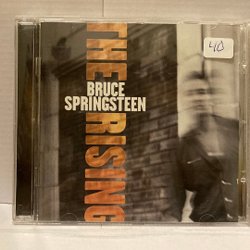 THE RISING
BRUCE
SPRINGSTEEN
40